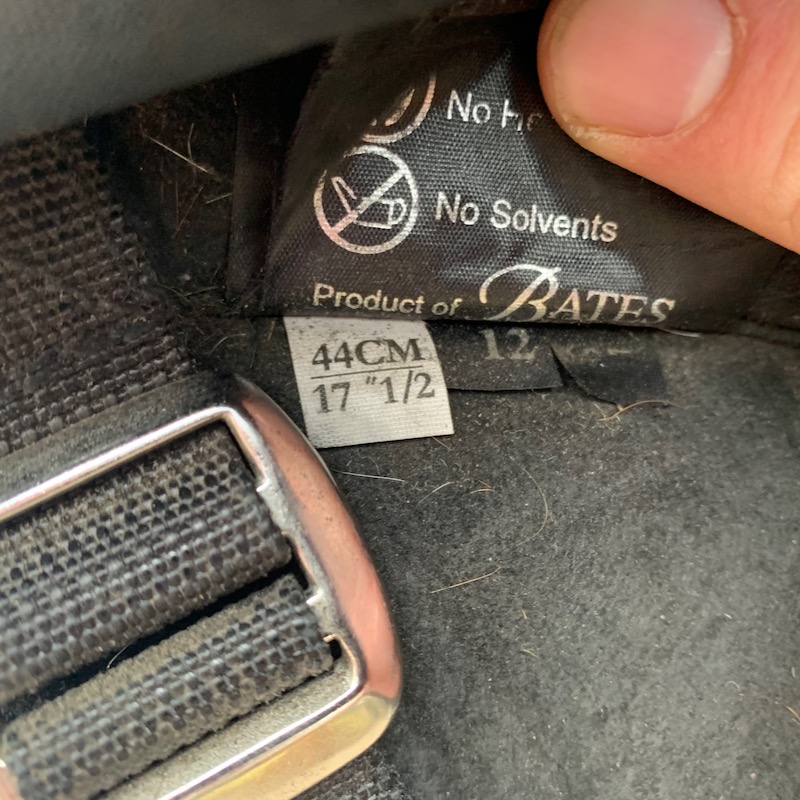 No
No Solvents
Product of BATES
44CM
17 "1/2
12